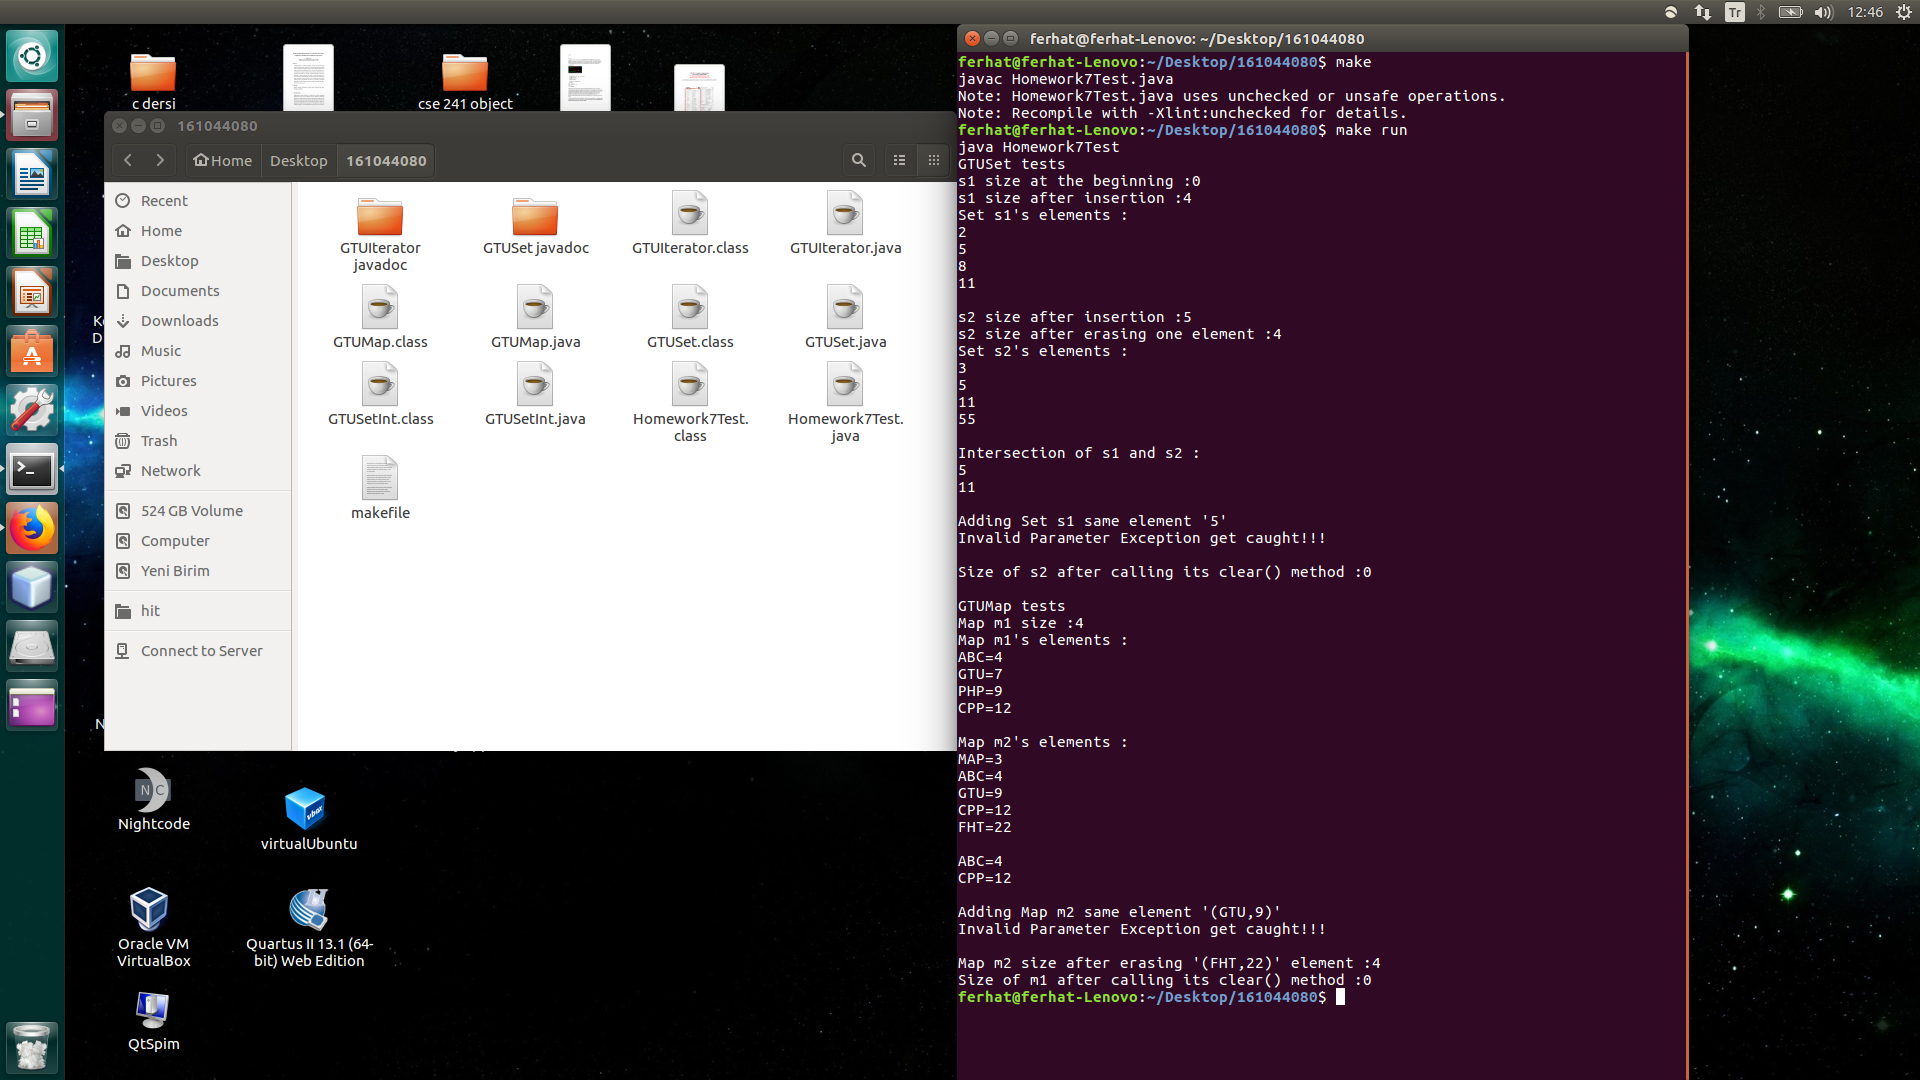 Tr
12:46
c dersi
cse 241 object
161044080
Home
Desktop
161044080
Recent
Home
Desktop
Documents
Downloads
Music
Pictures
Videos
Trash
Network
524 GB Volume
Computer
Yeni Birim
hit
Connect to Server
GTUIterator
javadoc
GTUSet javadoc
GTUIterator.class
GTUIterator.java
GTUMap.class
GTUMap.java
GTUSet.class
GTUSet.java
GTUSetInt.class
GTUSetInt.java
Homework7Test.
class
Homework7Test.
java
makefile
NC
Nightcode
vbox
virtualUbuntu
Oracle VM
VirtualBox
Quartus II 13.1 (64-
bit) Web Edition
QtSpim
ferhat@ferhat-Lenovo: ~/Desktop/161044080
ferhat@ferhat-Lenovo:~/Desktop/161044080$ make
javac Homework7Test.java
Note: Homework7Test.java uses unchecked or unsafe operations.
Note: Recompile with -Xlint:unchecked for details.
ferhat@ferhat-Lenovo:~/Desktop/161044080$ make run
java Homework7Test
GTUSet tests
s1 size at the beginning :0
s1 size after insertion :4
Set s1's elements :
2
5
8
11
s2 size after insertion :5
s2 size after erasing one element :4
Set s2's elements :
3
5
11
55
Intersection of s1 and s2 :
5
11
Adding Set s1 same element '5'
Invalid Parameter Exception get caught!!!
Size of s2 after calling its clear() method :0
GTUMap tests
Map m1 size :4
Map m1's elements :
ABC=4
GTU=7
PHP=9
CPP=12
Map m2's elements :
MAP=3
ABC=4
GTU=9
CPP=12
FHT=22
ABC=4
CPP=12
Adding Map m2 same element '(GTU,9)'
Invalid Parameter Exception get caught!!!
Map m2 size after erasing '(FHT,22)' element :4
Size of m1 after calling its clear() method :0
ferhat@ferhat-Lenovo:~/Desktop/161044080$